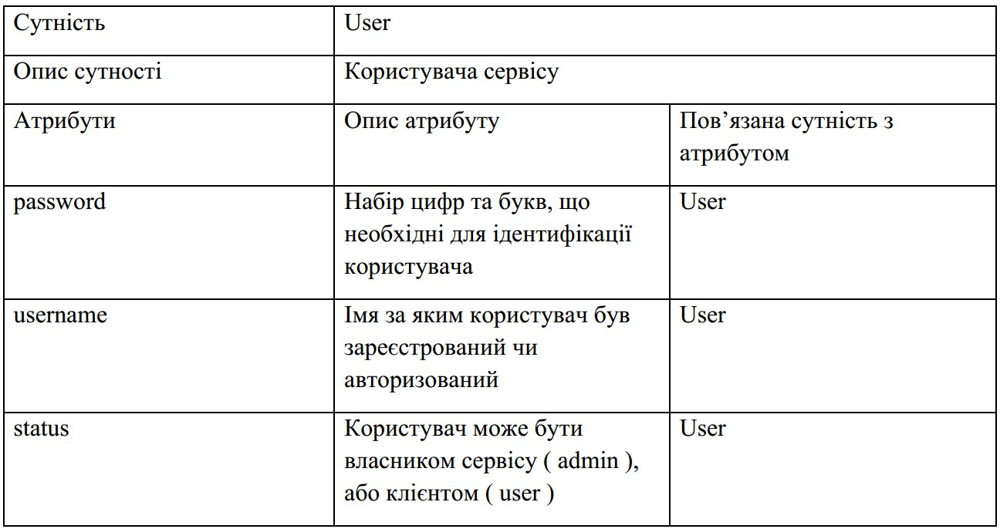 Сутність
User
Опис сутності
Користувача сервісу
Атрибути
Опис атрибуту
Пов’язана сутність з
атрибутом
password
Набір цифр та букв, що
необхідні для ідентифікації
користувача
User
username
Імя за яким користувач був
зареєстрований чи
авторизований
User
status
Користувач може бути
власником сервісу ( admin ),
або клієнтом ( user )
User